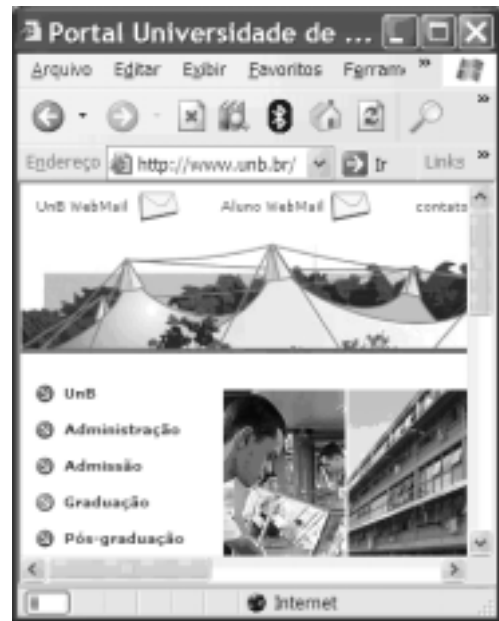 Portal Universidade de ...
Arquivo Editar Exibir Favoritos Ferram »
»
Endereço http://www.unb.br/ Ir Links »
UnB WebMail Aluno WebMail contato
UnB
Administração
Admissão
Graduação
Pós-graduação
Internet